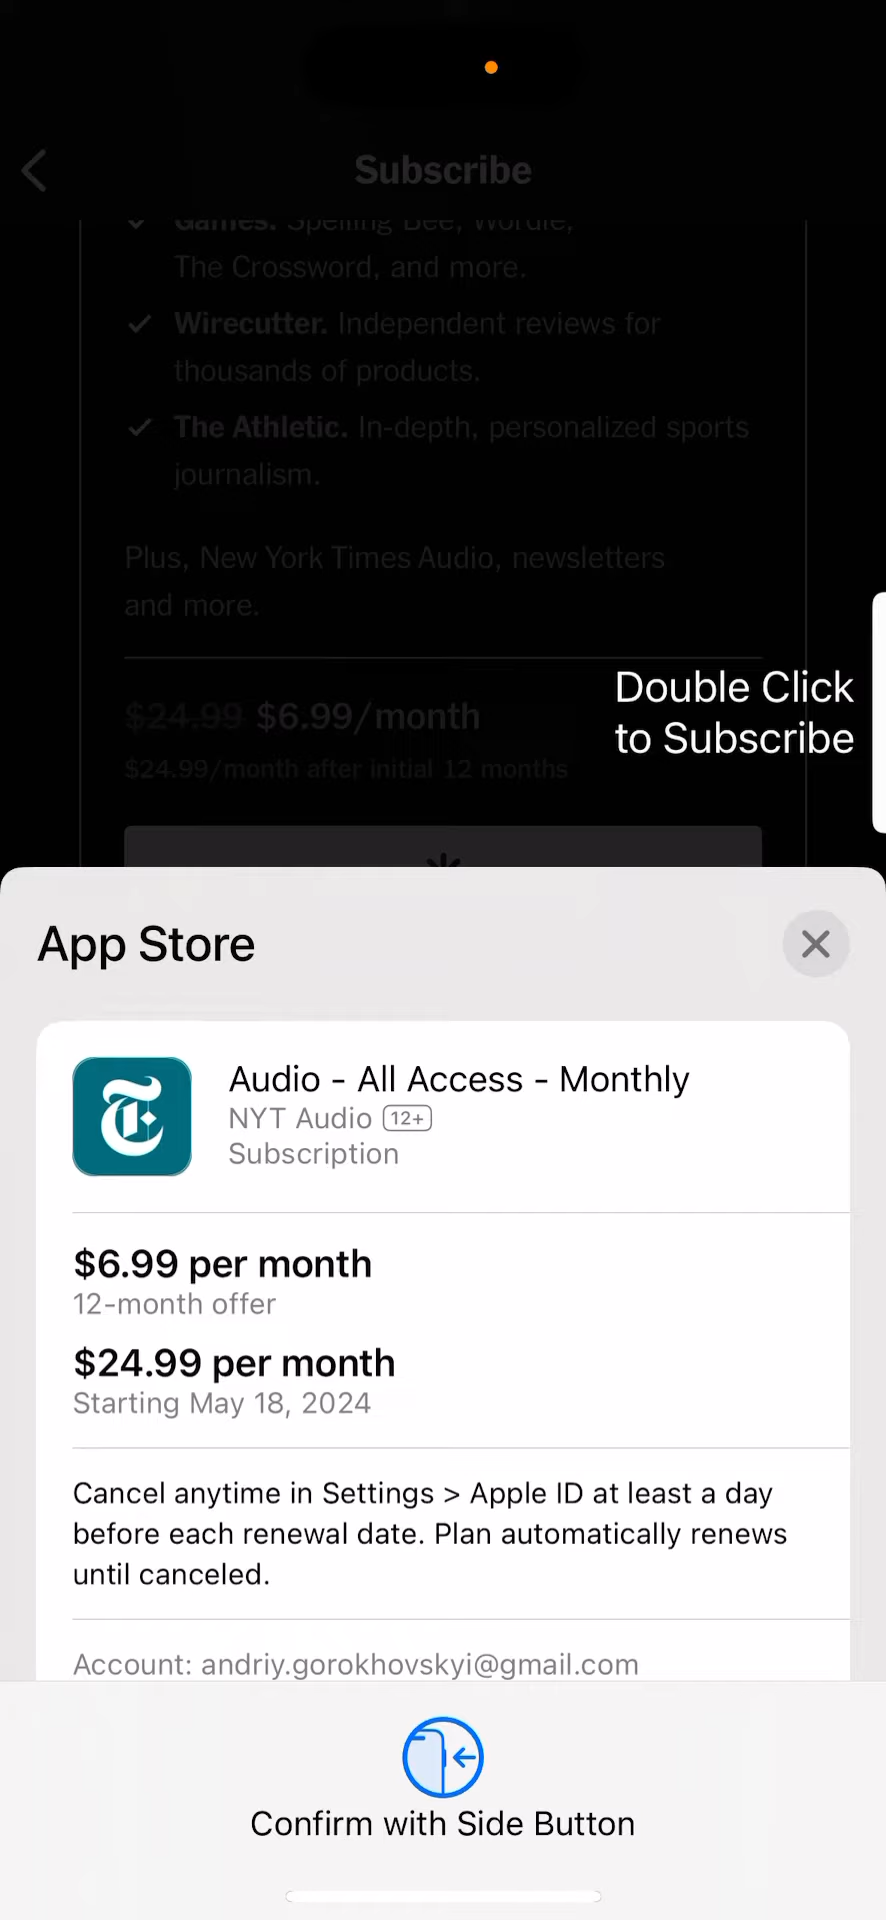 Subscribe
Games. Spelling Bee, Wordle,
The Crossword, and more.
Wirecutter. Independent reviews for
thousands of products.
The Athletic. In-depth, personalized sports
journalism.
Plus, New York Times Audio, newsletters
and more.
$24.99 $6.99/month
$24.99/month after initial 12 months
Double Click
to Subscribe
App Store
Audio - All Access - Monthly
NYT Audio 12+
Subscription
$6.99 per month
12-month offer
$24.99 per month
Starting May 18, 2024
Cancel anytime in Settings > Apple ID at least a day
before each renewal date. Plan automatically renews
until canceled.
Account: andriy.gorokhovskyi@gmail.com
Confirm with Side Button